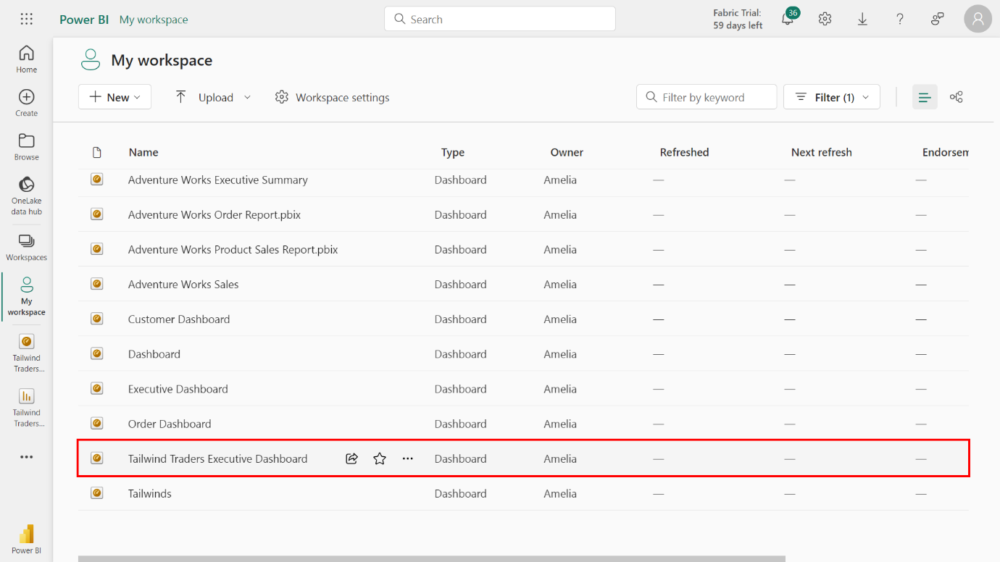 Power BI My workspace
Search
Fabric Trial:
59 days left
36
Home
Create
Browse
OneLake
data hub
Workspaces
My
workspace
Tailwind
Traders...
Tailwind
Traders...
Power BI
My workspace
New
Upload
Workspace settings
Filter by keyword
Filter (1)
Name Type Owner Refreshed Next refresh Endorsem
Adventure Works Executive Summary Dashboard Amelia — — —
Adventure Works Order Report.pbix Dashboard Amelia — — —
Adventure Works Product Sales Report.pbix Dashboard Amelia — — —
Adventure Works Sales Dashboard Amelia — — —
Customer Dashboard Dashboard Amelia — — —
Dashboard Dashboard Amelia — — —
Executive Dashboard Dashboard Amelia — — —
Order Dashboard Dashboard Amelia — — —
Tailwind Traders Executive Dashboard Dashboard Amelia — — —
Tailwinds Dashboard Amelia — — —